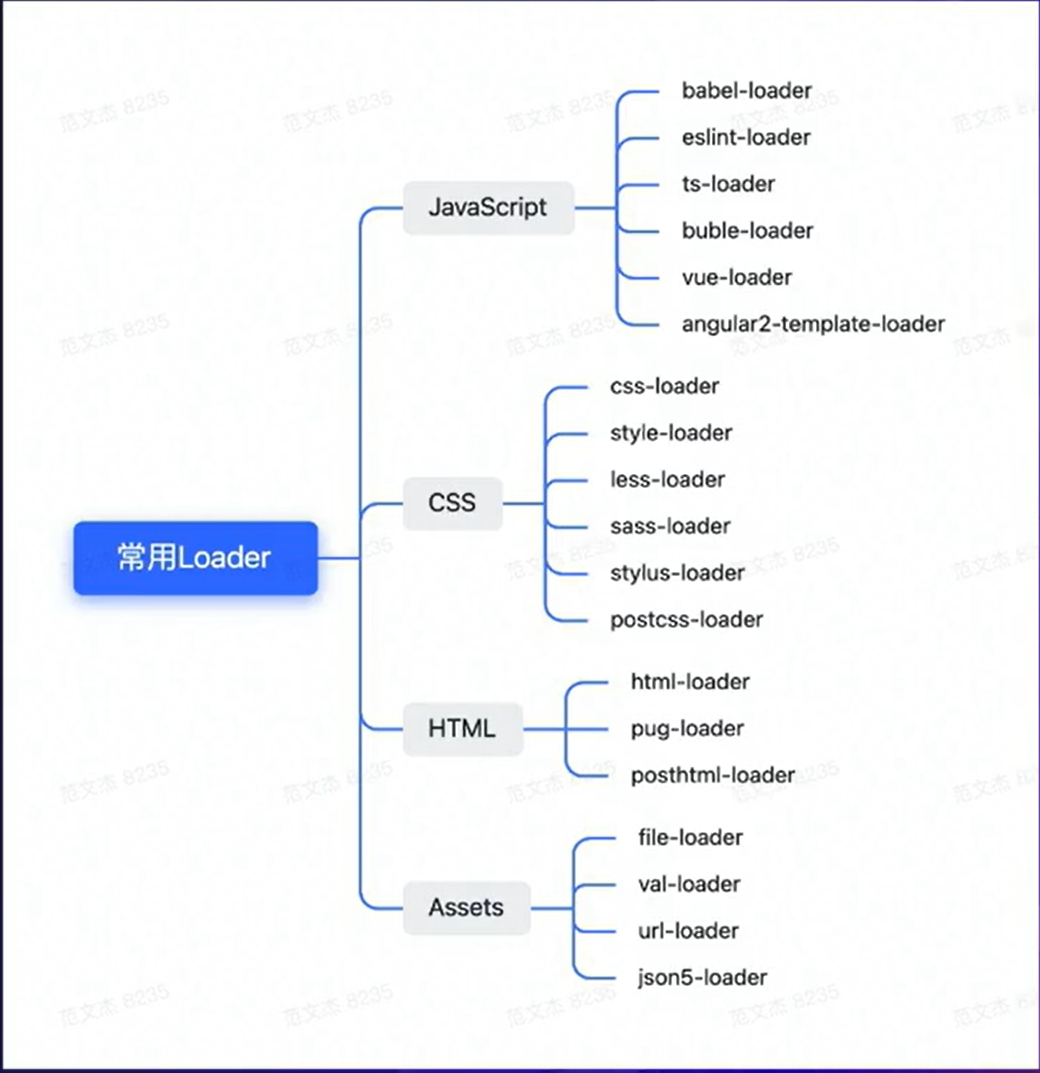 常用Loader
JavaScript
babel-loader
eslint-loader
ts-loader
buble-loader
vue-loader
angular2-template-loader
CSS
css-loader
style-loader
less-loader
sass-loader
stylus-loader
postcss-loader
HTML
html-loader
pug-loader
posthtml-loader
Assets
file-loader
val-loader
url-loader
json5-loader
范文杰 8235